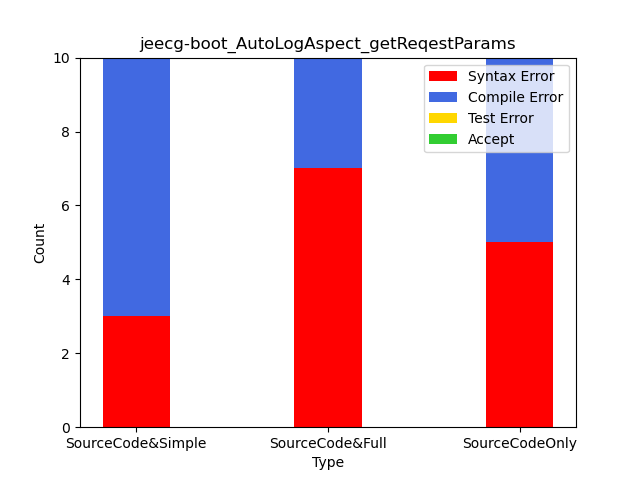 jeecg-boot_AutoLogAspect_getReqestParams
10
8
6
4
2
0
Count
Syntax Error
Compile Error
Test Error
Accept
SourceCode&Simple
SourceCode&Full
SourceCodeOnly
Type